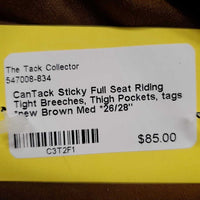 The Tack Collector
547008-834
CanTack Sticky Full Seat Riding
Tight Breeches, Thigh Pockets, tags
*new Brown Med *26/28"
$85.00
C3T2F1